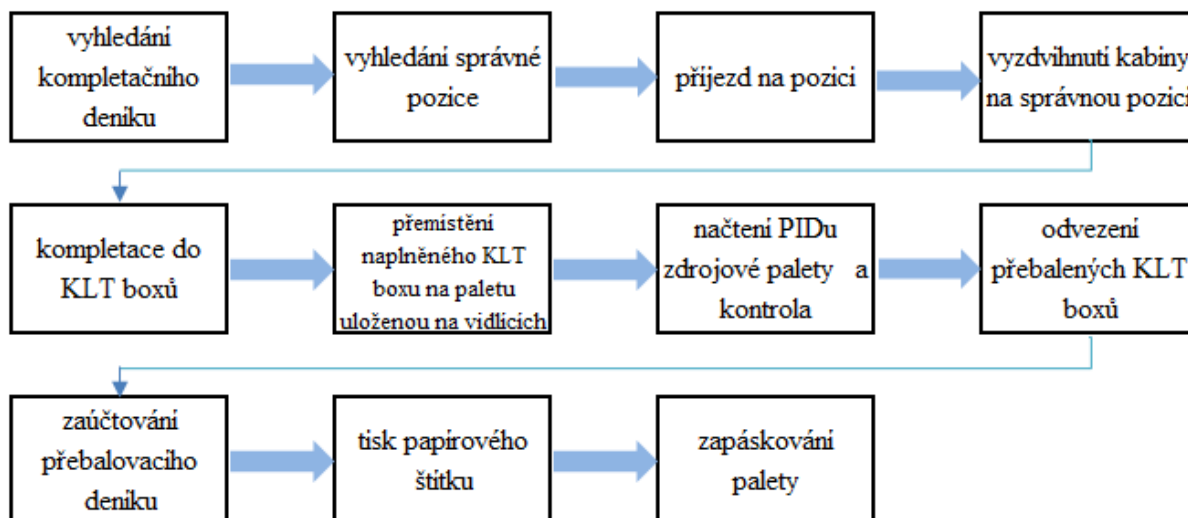 vyhledání
kompletačního
deníku
vyhledání správné
pozice
příjezd na pozici
vyzdvihnutí kabiny
na správnou pozici
kompletace do
KLT boxů
přemístění
naplněného KLT
boxu na paletu
uloženou na vidlicích
načtení PIDu
zdrojové palety a
kontrola
odvezení
přebalených KLT
boxů
zaúčtování
přebalovacího
deníku
tisk papírového
štítku
zapáskování
palety